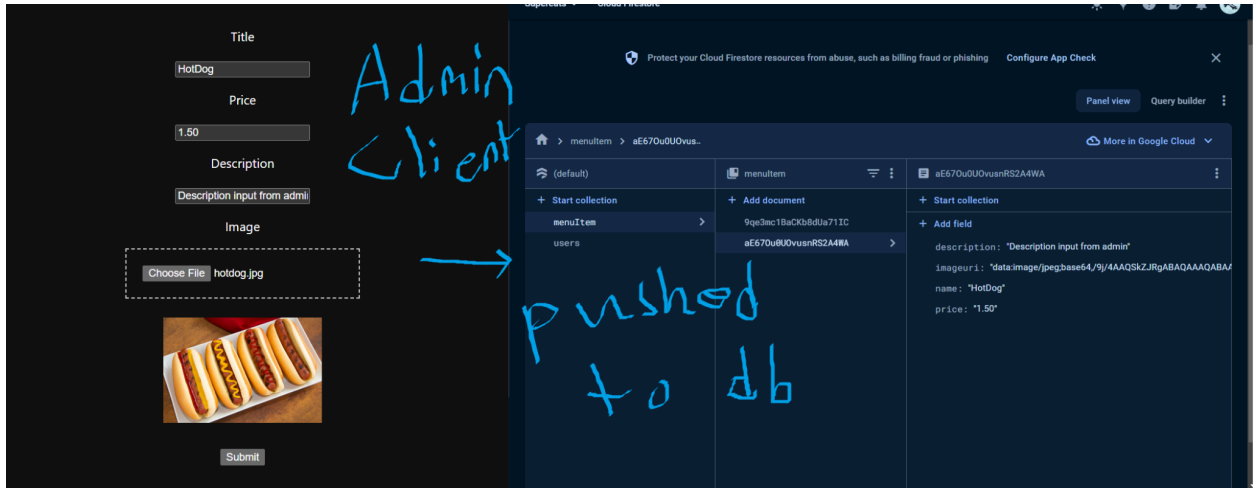 Title
HotDog
Price
1.50
Description
Description input from admi
Image
Choose File hotdog.jpg
Submit
Admin
Client
pushed
to db
Protect your Cloud Firestore resources from abuse, such as billing fraud or phishing Configure App Check
Panel view Query builder
menuItem > aE67Ou0UOvus..
More in Google Cloud
(default)
+ Start collection
menuItem
users
menuItem
+ Add document
9qe3mc1BaCKb8dUa71IC
aE67Ou0UOvusnRS2A4WA
aE67Ou0UOvusnRS2A4WA
+ Start collection
+ Add field
description: "Description input from admin"
imageuri: "data:image/jpeg;base64,/9j/4AAQSkZJRgABAQAAAQABAA
name: "HotDog"
price: "1.50"